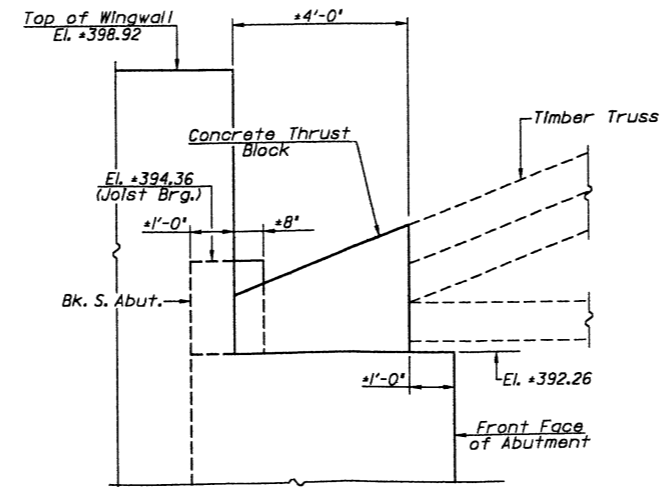 Top of Wingwall
El. ±398.92
±4'-0"
Timber Truss
Concrete Thrust
Block
El. ±394.36
(Joist Brg.)
±1'-0"
±8"
Bk. S. Abut.
±1'-0"
El. ±392.26
Front Face
of Abutment